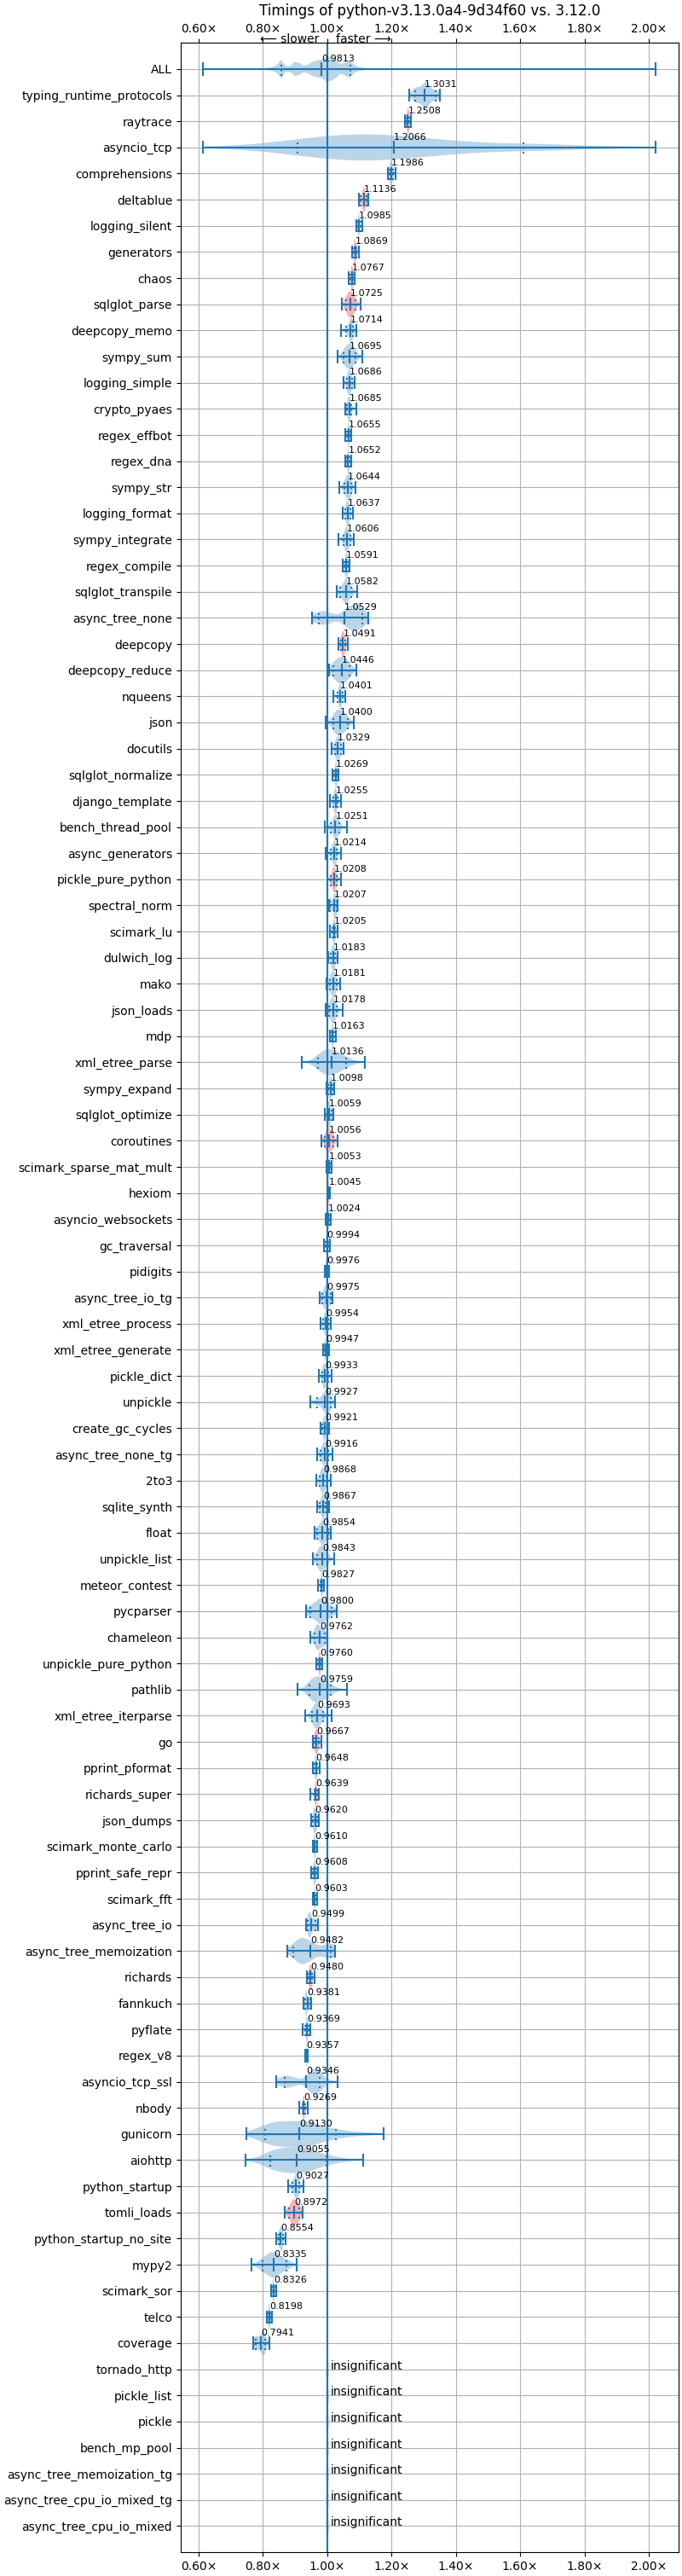 Timings of python-v3.13.0a4-9d34f60 vs. 3.12.0
0.60× 0.80× 1.00× 1.20× 1.40× 1.60× 1.80× 2.00×
⟵ slower faster ⟶
ALL 0.9813
typing_runtime_protocols 1.3031
raytrace 1.2508
asyncio_tcp 1.2066
comprehensions 1.1986
deltablue 1.1136
logging_silent 1.0985
generators 1.0869
chaos 1.0767
sqlglot_parse 1.0725
deepcopy_memo 1.0714
sympy_sum 1.0695
logging_simple 1.0686
crypto_pyaes 1.0685
regex_effbot 1.0655
regex_dna 1.0652
sympy_str 1.0644
logging_format 1.0637
sympy_integrate 1.0606
regex_compile 1.0591
sqlglot_transpile 1.0582
async_tree_none 1.0529
deepcopy 1.0491
deepcopy_reduce 1.0446
nqueens 1.0401
json 1.0400
docutils 1.0329
sqlglot_normalize 1.0269
django_template 1.0255
bench_thread_pool 1.0251
async_generators 1.0214
pickle_pure_python 1.0208
spectral_norm 1.0207
scimark_lu 1.0205
dulwich_log 1.0183
mako 1.0181
json_loads 1.0178
mdp 1.0163
xml_etree_parse 1.0136
sympy_expand 1.0098
sqlglot_optimize 1.0059
coroutines 1.0056
scimark_sparse_mat_mult 1.0053
hexiom 1.0045
asyncio_websockets 1.0024
gc_traversal 0.9994
pidigits 0.9976
async_tree_io_tg 0.9975
xml_etree_process 0.9954
xml_etree_generate 0.9947
pickle_dict 0.9933
unpickle 0.9927
create_gc_cycles 0.9921
async_tree_none_tg 0.9916
2to3 0.9868
sqlite_synth 0.9867
float 0.9854
unpickle_list 0.9843
meteor_contest 0.9827
pycparser 0.9800
chameleon 0.9762
unpickle_pure_python 0.9760
pathlib 0.9759
xml_etree_iterparse 0.9693
go 0.9667
pprint_pformat 0.9648
richards_super 0.9639
json_dumps 0.9620
scimark_monte_carlo 0.9610
pprint_safe_repr 0.9608
scimark_fft 0.9603
async_tree_io 0.9499
async_tree_memoization 0.9482
richards 0.9480
fannkuch 0.9381
pyflate 0.9369
regex_v8 0.9357
asyncio_tcp_ssl 0.9346
nbody 0.9269
gunicorn 0.9130
aiohttp 0.9055
python_startup 0.9027
tomli_loads 0.8972
python_startup_no_site 0.8554
mypy2 0.8335
scimark_sor 0.8326
telco 0.8198
coverage 0.7941
tornado_http insignificant
pickle_list insignificant
pickle insignificant
bench_mp_pool insignificant
async_tree_memoization_tg insignificant
async_tree_cpu_io_mixed_tg insignificant
async_tree_cpu_io_mixed insignificant
0.60× 0.80× 1.00× 1.20× 1.40× 1.60× 1.80× 2.00×